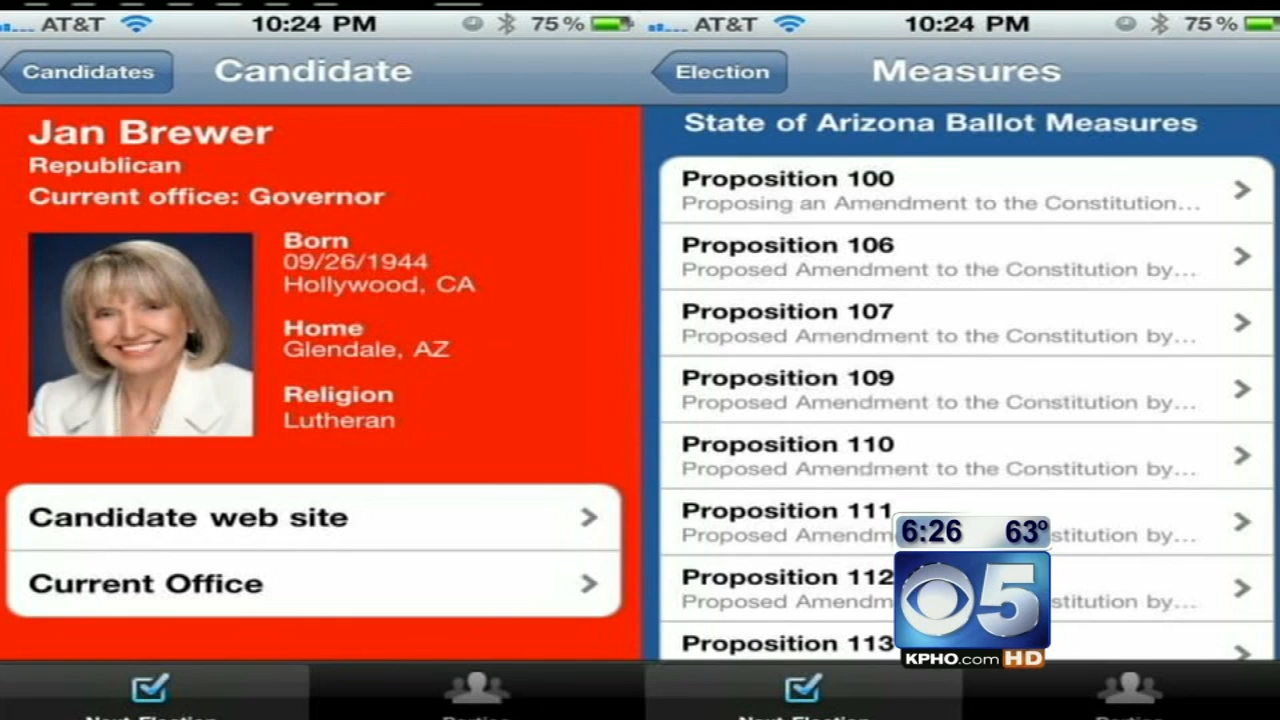 AT&T 10:24 PM 75%
Candidates Candidate
Jan Brewer
Republican
Current office: Governor
Born
09/26/1944
Hollywood, CA
Home
Glendale, AZ
Religion
Lutheran
Candidate web site
Current Office
Next Election
AT&T 10:24 PM 75%
Election Measures
State of Arizona Ballot Measures
Proposition 100
Proposing an Amendment to the Constitution...
Proposition 106
Proposed Amendment to the Constitution by...
Proposition 107
Proposed Amendment to the Constitution by...
Proposition 109
Proposed Amendment to the Constitution by...
Proposition 110
Proposed Amendment to the Constitution by...
Proposition 111
Proposed Amendm stitution by...
Proposition 112
Proposed Amendm stitution by...
Proposition 113
Next Election
6:26 63°
5
KPHO.com HD